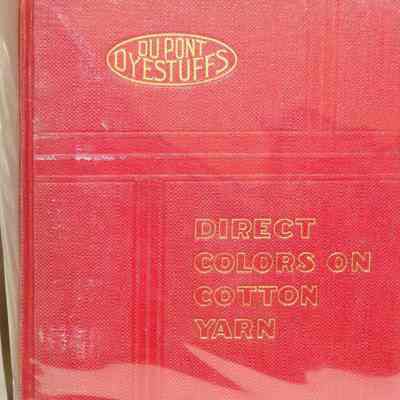 DU PONT
DYESTUFFS
DIRECT
COLORS ON
COTTON
YARN